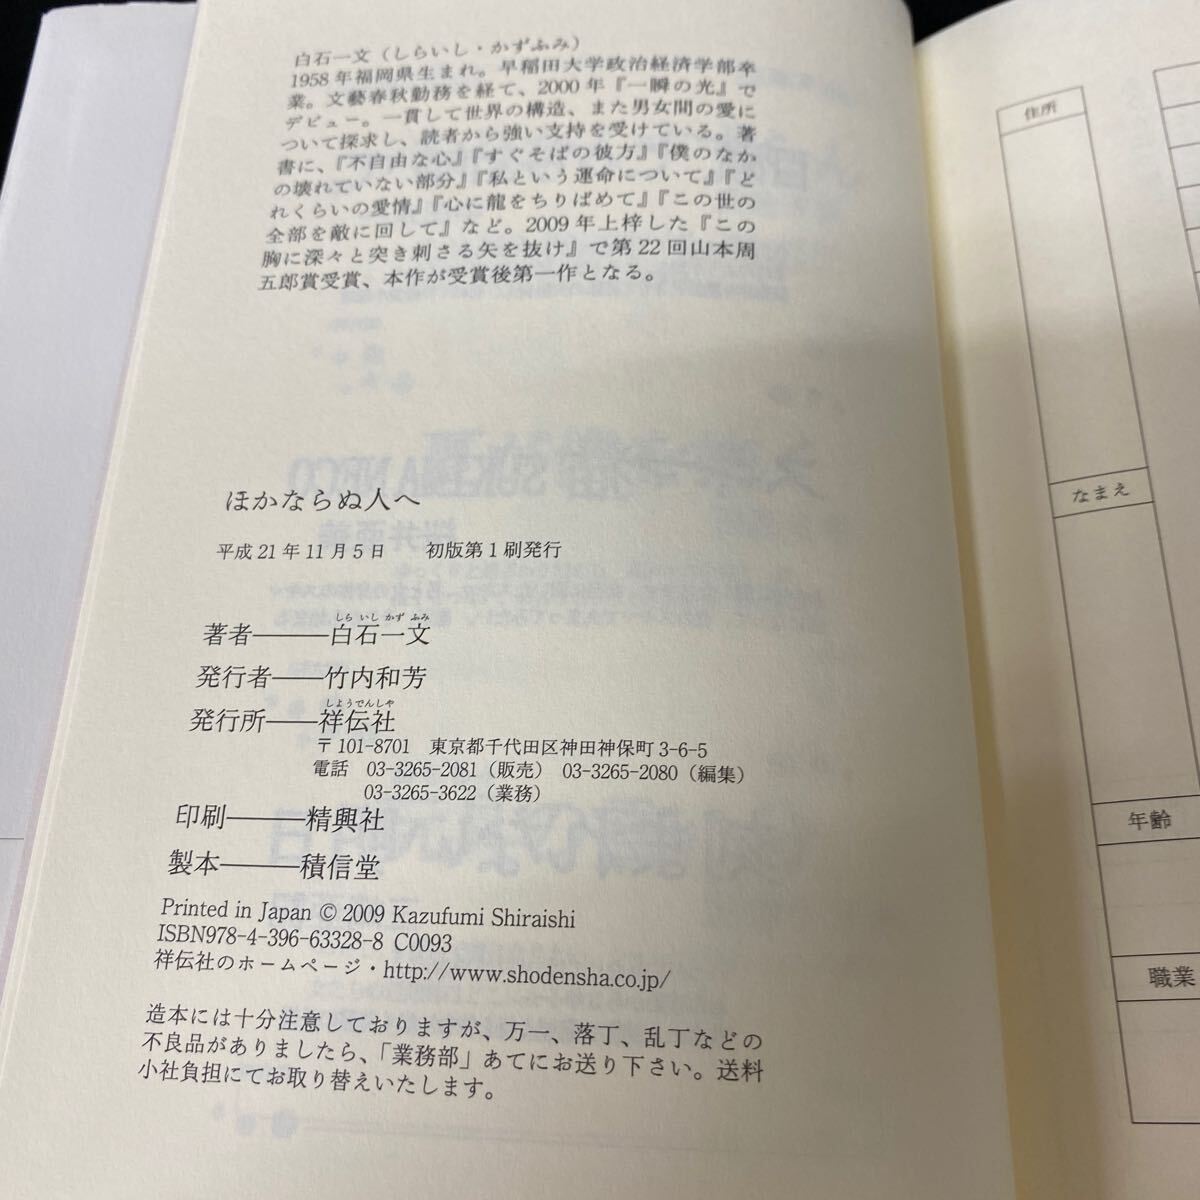 白石一文（しらいし・かずふみ）
1958年福岡県生まれ。早稲田大学政治経済学部卒
業。文藝春秋勤務を経て、2000年『一瞬の光』で
デビュー。一貫して世界の構造、また男女間の愛に
ついて探求し、読者から強い支持を受けている。著
書に、『不自由な心』『すぐそばの彼方』『僕のなか
の壊れていない部分』『私という運命について』『ど
れくらいの愛情』『心に龍をちりばめて』『この世の
全部を敵に回して』など。2009年上梓した『この
胸に深々と突き刺さる矢を抜け』で第22回山本周
五郎賞受賞、本作が受賞後第一作となる。
ほかならぬ人へ
平成21年11月5日　初版第1刷発行
しら いし かず ふみ
著者———白石一文
発行者——竹内和芳
しようでんしや
発行所——祥伝社
〒101-8701　東京都千代田区神田神保町3-6-5
電話　03-3265-2081（販売） 03-3265-2080（編集）
03-3265-3622（業務）
印刷———精興社
製本———積信堂
Printed in Japan © 2009 Kazufumi Shiraishi
ISBN978-4-396-63328-8 C0093
祥伝社のホームページ・http://www.shodensha.co.jp/
造本には十分注意しておりますが、万一、落丁、乱丁などの
不良品がありましたら、「業務部」あてにお送り下さい。送料
小社負担にてお取り替えいたします。
住所
なまえ
年齢
職業